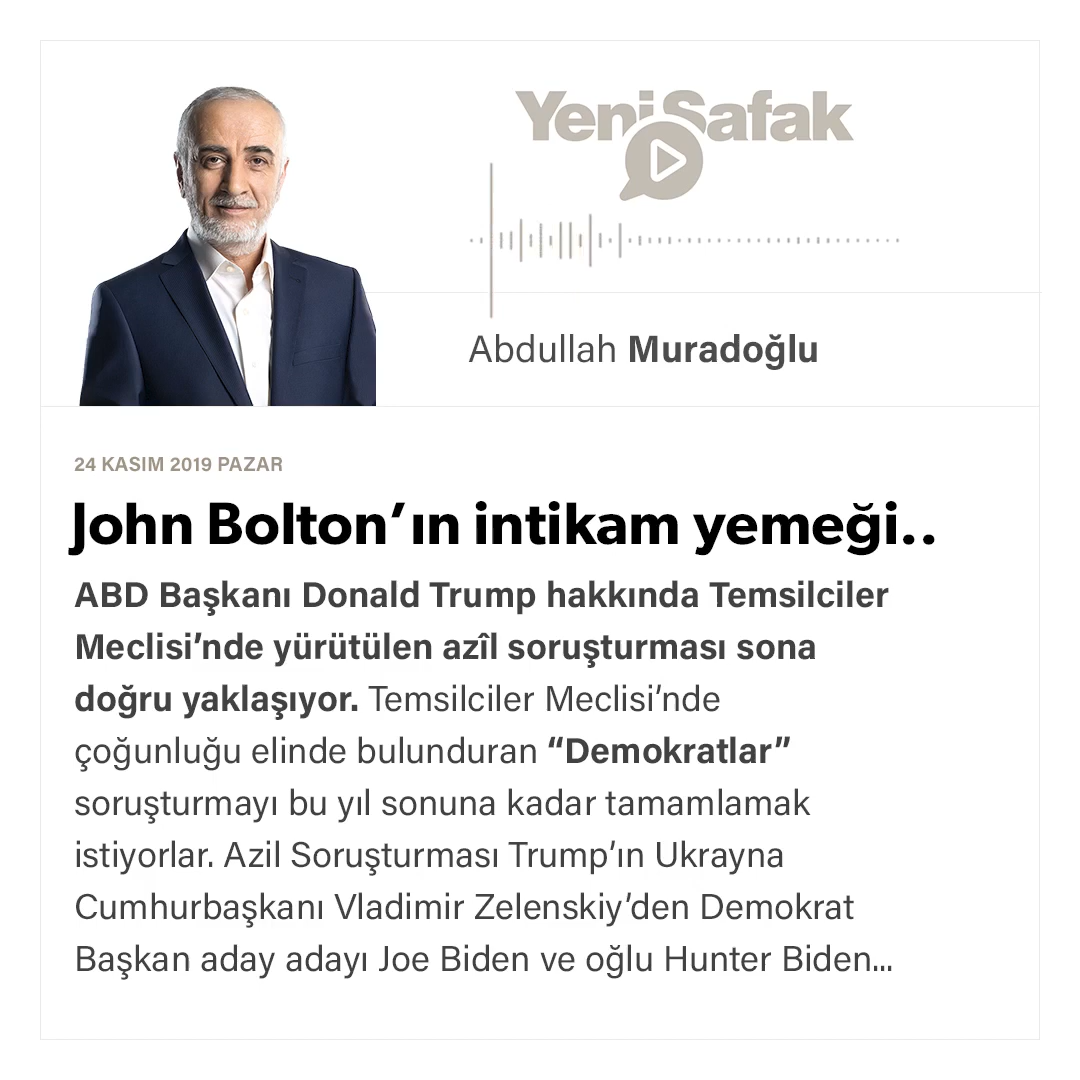 YeniŞafak
Abdullah Muradoğlu
24 KASIM 2019 PAZAR
John Bolton’ın intikam yemeği..
ABD Başkanı Donald Trump hakkında Temsilciler
Meclisi’nde yürütülen azîl soruşturması sona
doğru yaklaşıyor. Temsilciler Meclisi’nde
çoğunluğu elinde bulunduran “Demokratlar”
soruşturmayı bu yıl sonuna kadar tamamlamak
istiyorlar. Azil Soruşturması Trump’ın Ukrayna
Cumhurbaşkanı Vladimir Zelenskiy’den Demokrat
Başkan aday adayı Joe Biden ve oğlu Hunter Biden...